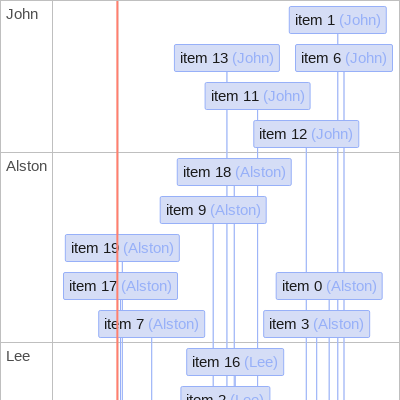 John
item 1 (John)
item 13 (John)
item 6 (John)
item 11 (John)
item 12 (John)
Alston
item 18 (Alston)
item 9 (Alston)
item 19 (Alston)
item 17 (Alston)
item 0 (Alston)
item 7 (Alston)
item 3 (Alston)
Lee
item 16 (Lee)
item 2 (Lee)